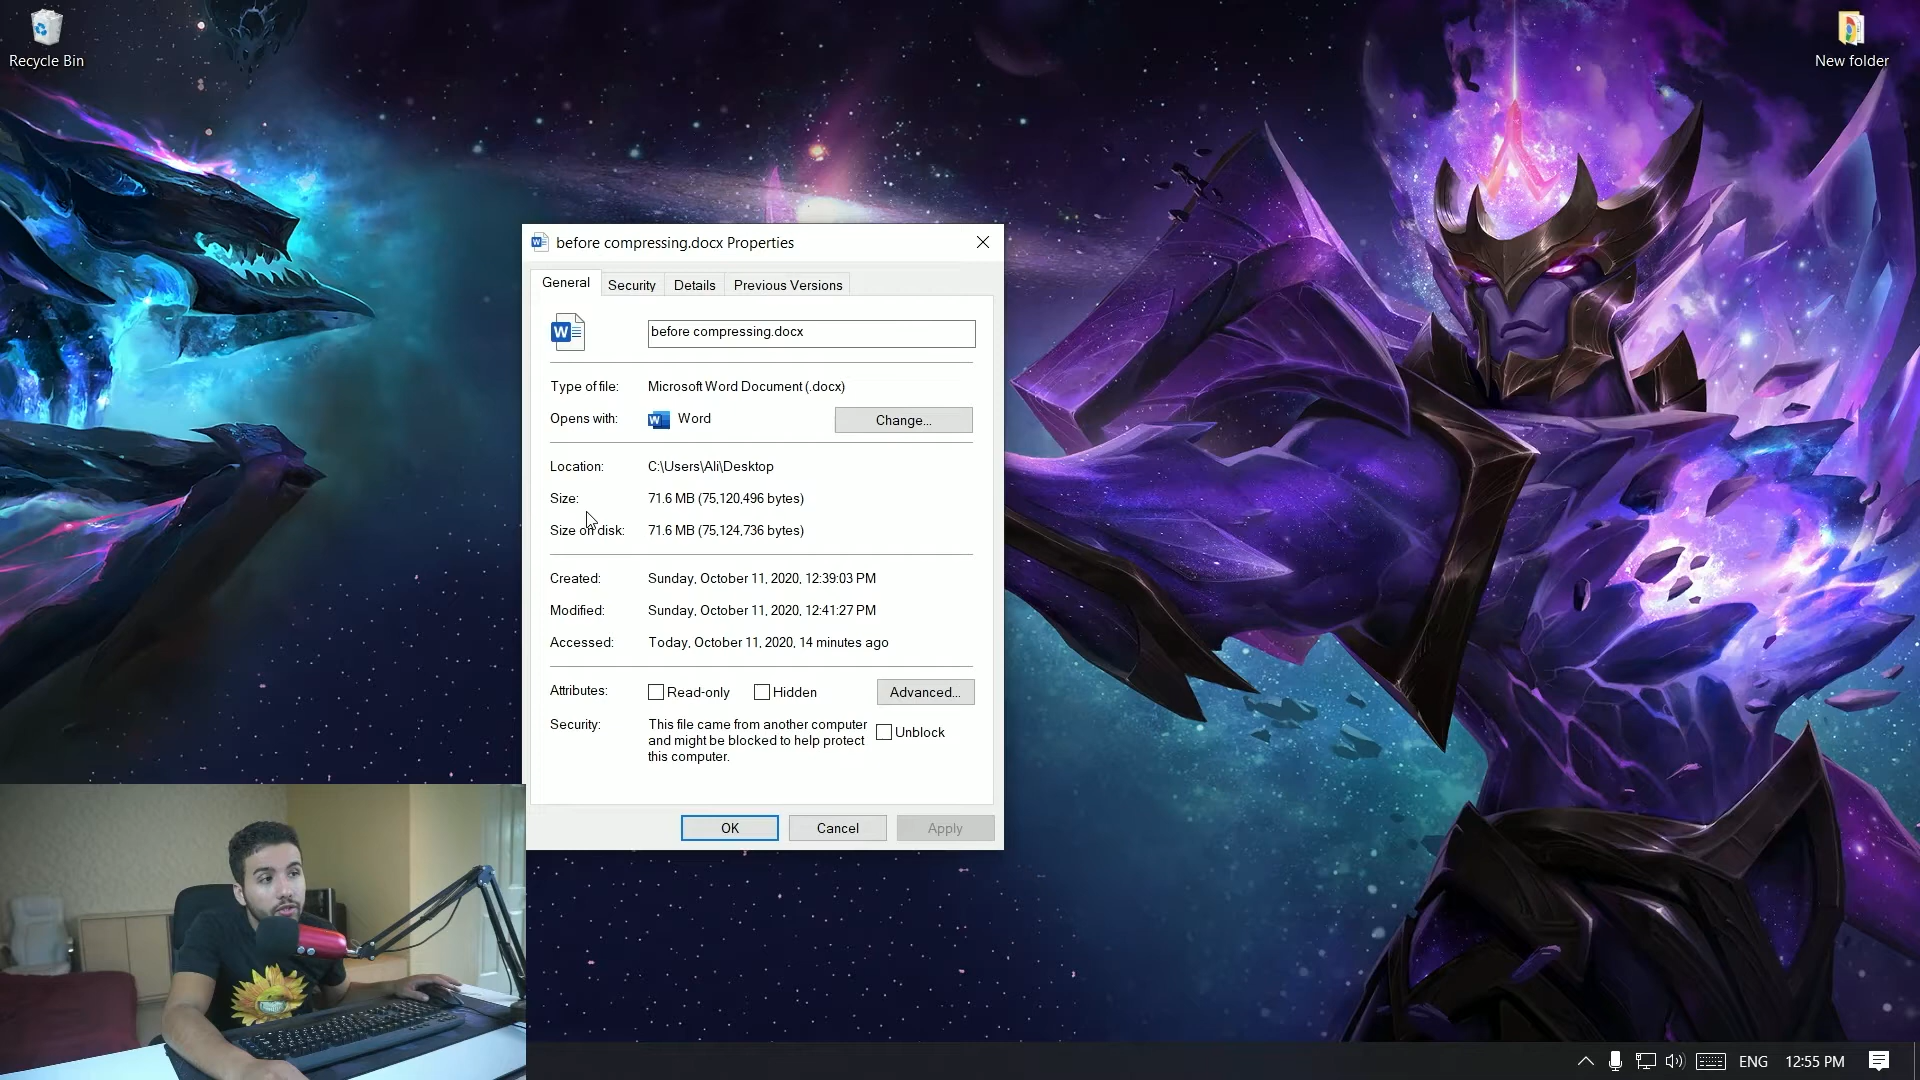 Recycle Bin
New folder
before compressing.docx Properties
General Security Details Previous Versions
before compressing.docx
Type of file: Microsoft Word Document (.docx)
Opens with: Word Change...
Location: C:\Users\Ali\Desktop
Size: 71.6 MB (75,120,496 bytes)
Size on disk: 71.6 MB (75,124,736 bytes)
Created: Sunday, October 11, 2020, 12:39:03 PM
Modified: Sunday, October 11, 2020, 12:41:27 PM
Accessed: Today, October 11, 2020, 14 minutes ago
Attributes: Read-only Hidden Advanced...
Security: This file came from another computer
and might be blocked to help protect
this computer.
Unblock
OK Cancel Apply
ENG 12:55 PM